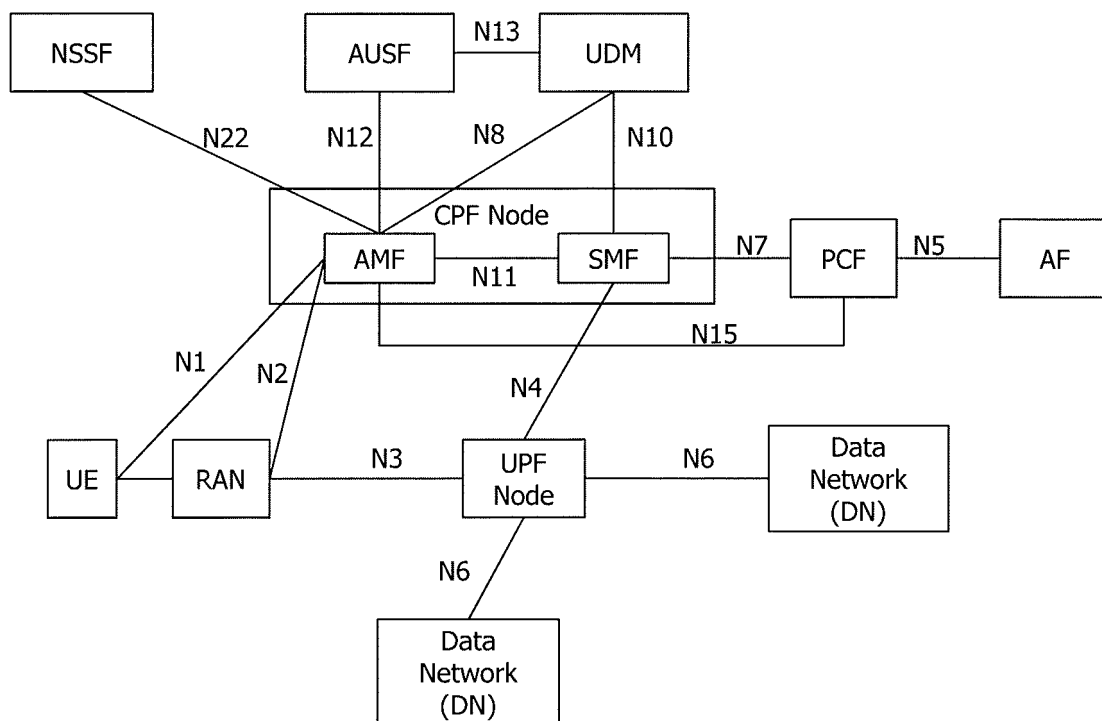 NSSF
AUSF
N13
UDM
N22
N12
N8
N10
CPF Node
AMF
N11
SMF
N7
PCF
N5
AF
N15
N1
N2
N4
UE
RAN
N3
UPF
Node
N6
Data
Network
(DN)
N6
Data
Network
(DN)